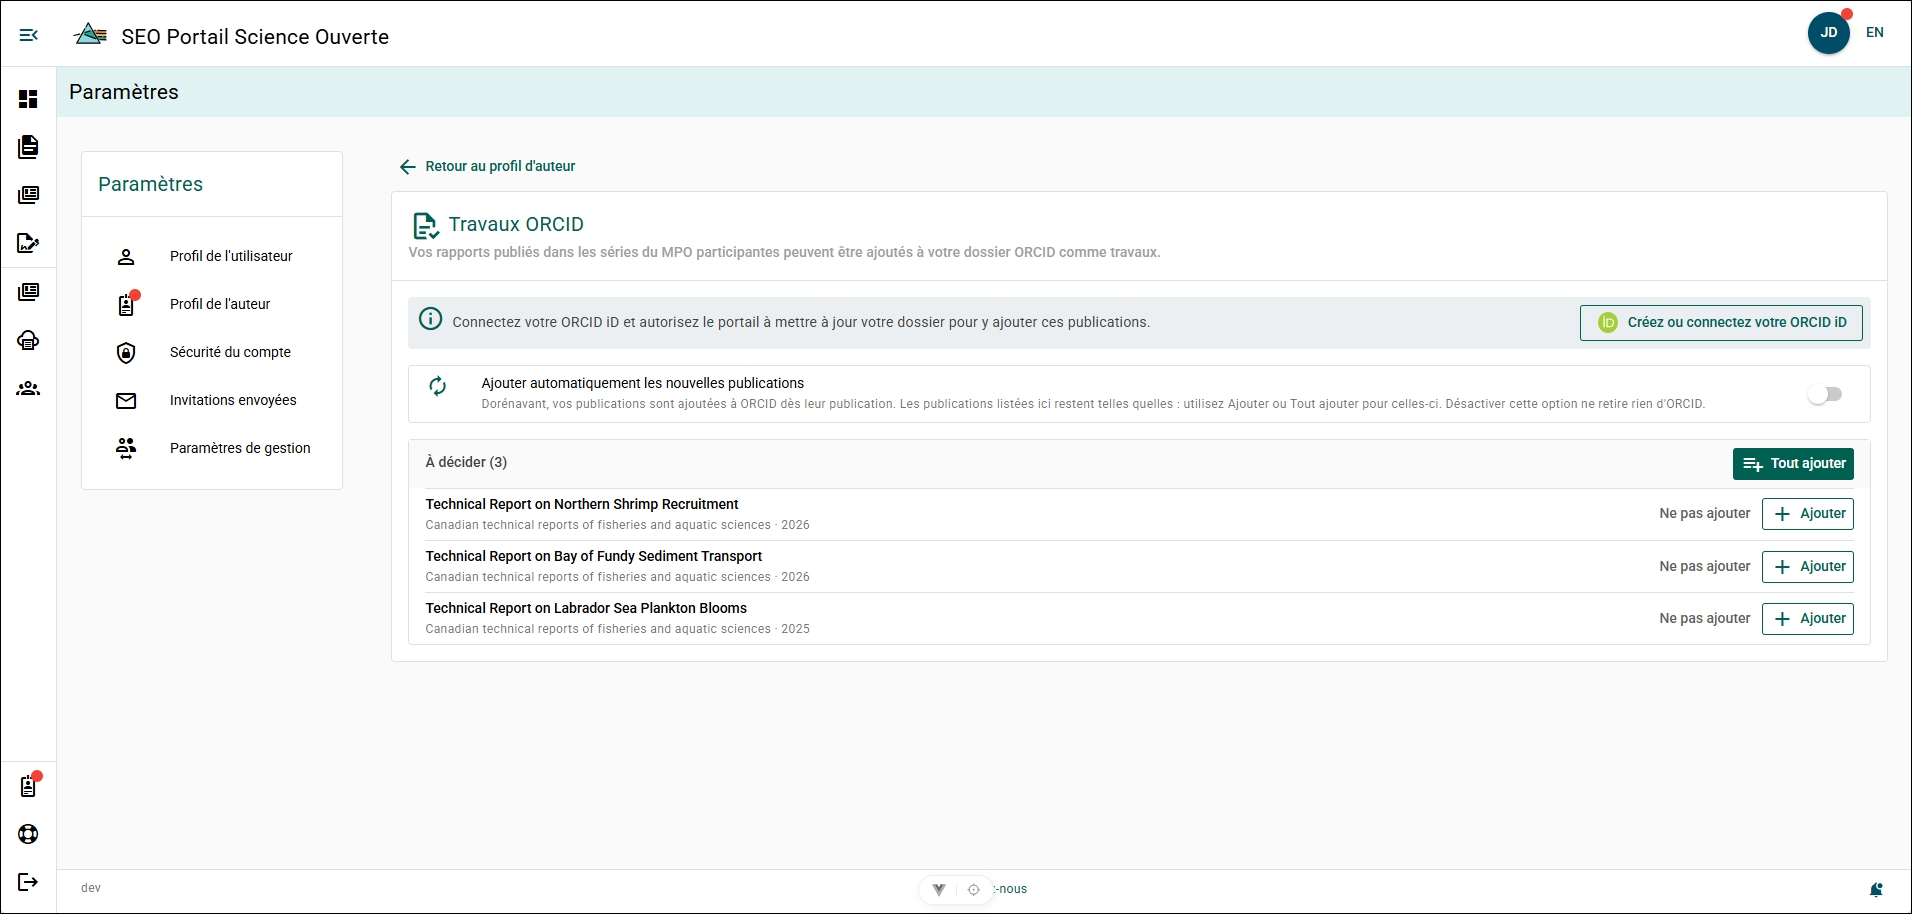 SEO Portail Science Ouverte
JD
EN
Paramètres
Paramètres
Profil de l'utilisateur
Profil de l'auteur
Sécurité du compte
Invitations envoyées
Paramètres de gestion
Retour au profil d'auteur
Travaux ORCID
Vos rapports publiés dans les séries du MPO participantes peuvent être ajoutés à votre dossier ORCID comme travaux.
Connectez votre ORCID iD et autorisez le portail à mettre à jour votre dossier pour y ajouter ces publications.
iD Créez ou connectez votre ORCID iD
Ajouter automatiquement les nouvelles publications
Dorénavant, vos publications sont ajoutées à ORCID dès leur publication. Les publications listées ici restent telles quelles : utilisez Ajouter ou Tout ajouter pour celles-ci. Désactiver cette option ne retire rien d'ORCID.
À décider (3)
Tout ajouter
Technical Report on Northern Shrimp Recruitment
Canadian technical reports of fisheries and aquatic sciences · 2026
Ne pas ajouter
Ajouter
Technical Report on Bay of Fundy Sediment Transport
Canadian technical reports of fisheries and aquatic sciences · 2026
Ne pas ajouter
Ajouter
Technical Report on Labrador Sea Plankton Blooms
Canadian technical reports of fisheries and aquatic sciences · 2025
Ne pas ajouter
Ajouter
dev
-nous